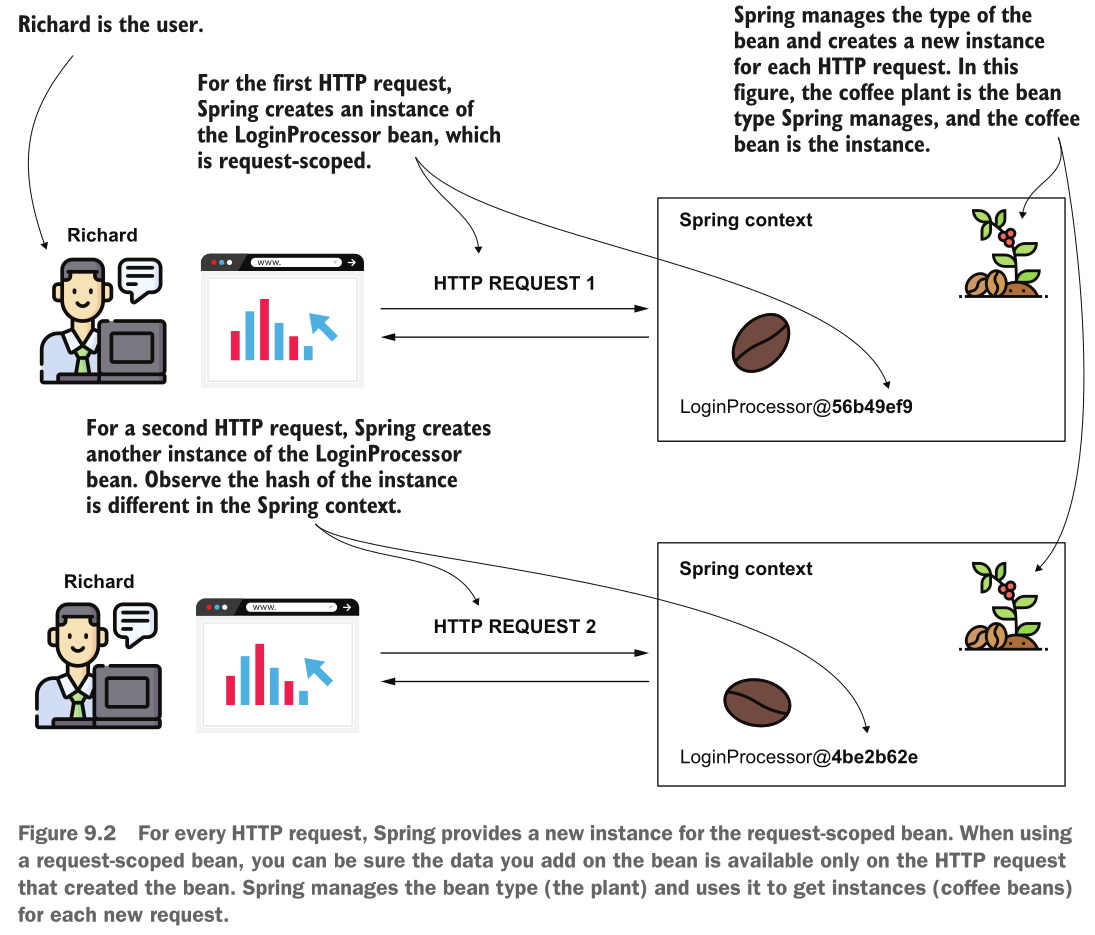 Richard is the user.
Spring manages the type of the
bean and creates a new instance
for each HTTP request. In this
figure, the coffee plant is the bean
type Spring manages, and the coffee
bean is the instance.
For the first HTTP request,
Spring creates an instance of
the LoginProcessor bean, which
is request-scoped.
Richard
www.
HTTP REQUEST 1
Spring context
LoginProcessor@56b49ef9
For a second HTTP request, Spring creates
another instance of the LoginProcessor
bean. Observe the hash of the instance
is different in the Spring context.
Richard
www.
HTTP REQUEST 2
Spring context
LoginProcessor@4be2b62e
Figure 9.2 For every HTTP request, Spring provides a new instance for the request-scoped bean. When using
a request-scoped bean, you can be sure the data you add on the bean is available only on the HTTP request
that created the bean. Spring manages the bean type (the plant) and uses it to get instances (coffee beans)
for each new request.